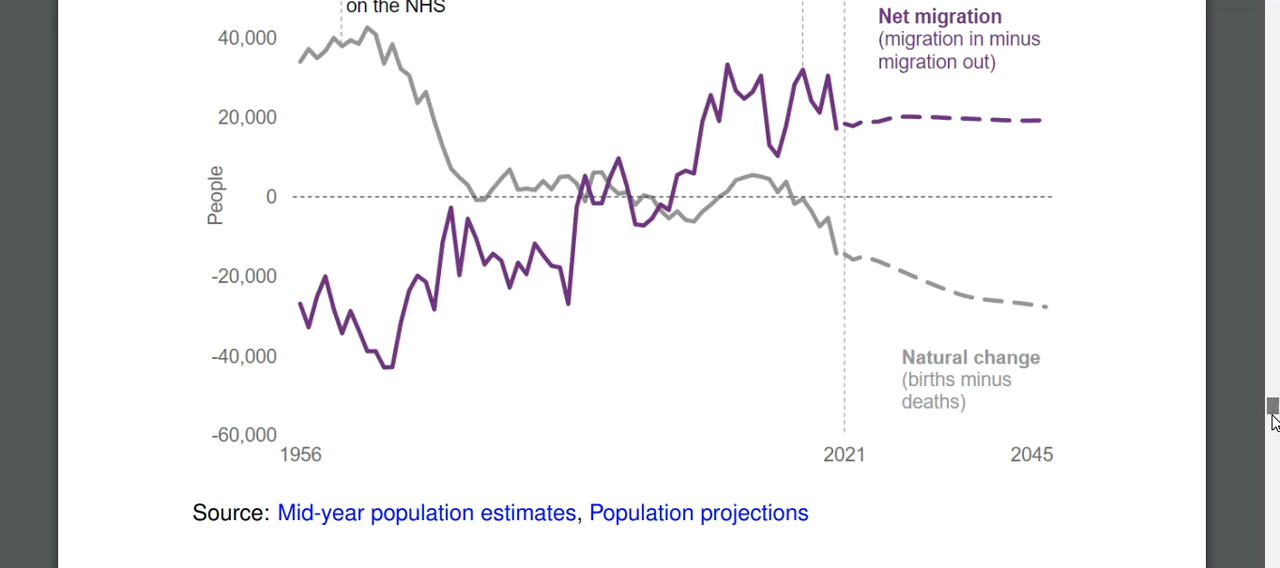 on the NHS
Net migration
(migration in minus
migration out)
40,000
20,000
0
-20,000
-40,000
-60,000
People
Natural change
(births minus
deaths)
1956
2021
2045
Source: Mid-year population estimates, Population projections